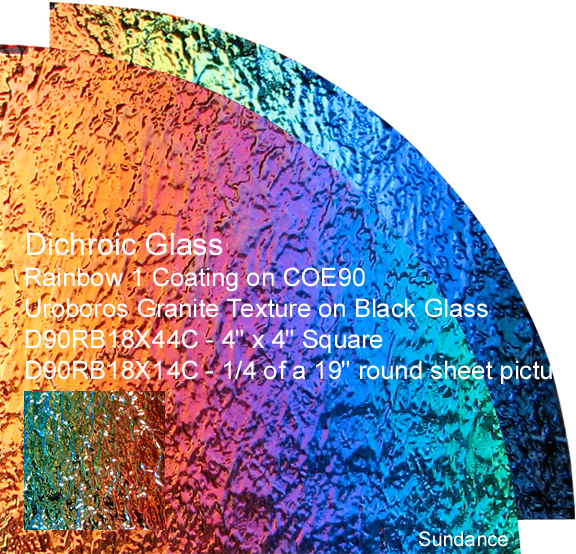 Dichroic Glass
Rainbow 1 Coating on COE90
Uroboros Granite Texture on Black Glass
D90RB18X44C - 4" x 4" Square
D90RB18X14C - 1/4 of a 19" round sheet pictu
Sundance